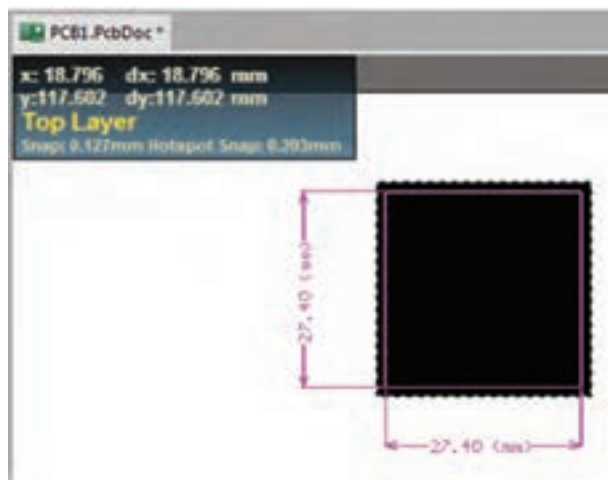 PCB1.PcbDoc *
x: 18.796 dx: 18.796 mm
y:117.602 dy:117.602 mm
Top Layer
Snap: 0.127mm Hotspot Snap: 0.203mm
27.40 (mm)
27.40 (mm)